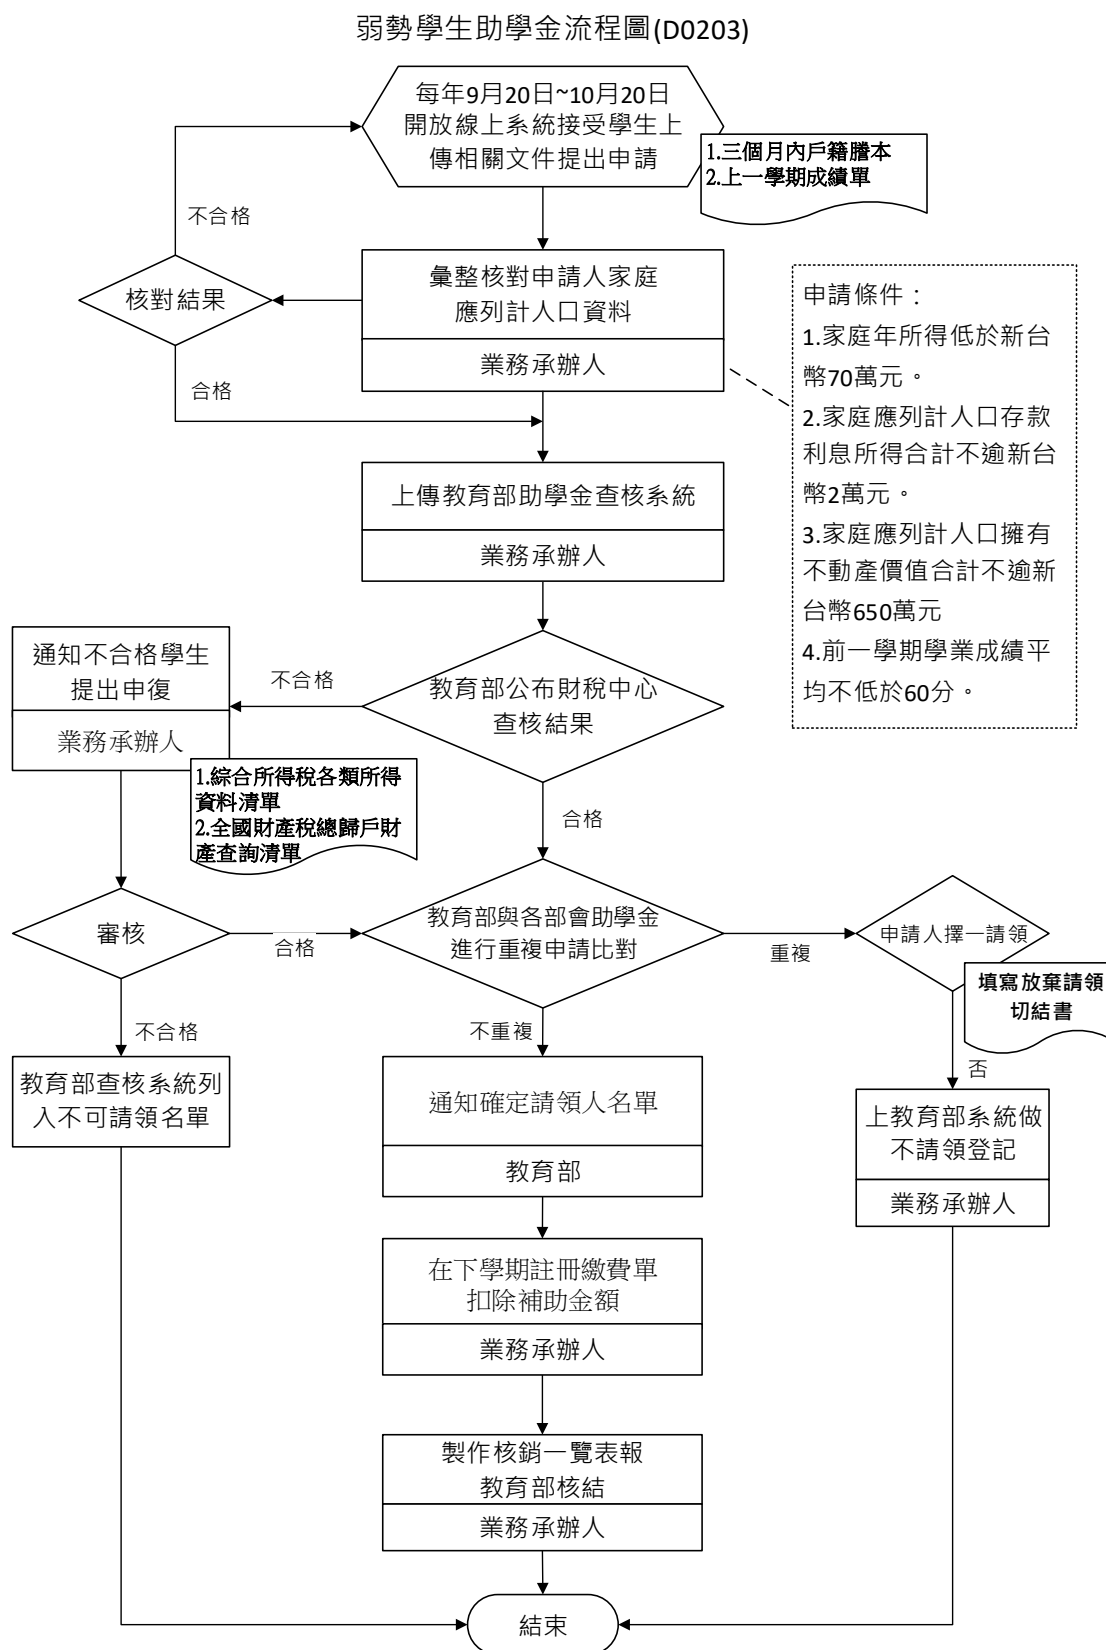 弱勢學生助學金流程圖(D0203)
每年9月20日~10月20日
開放線上系統接受學生上
傳相關文件提出申請
1.三個月內戶籍謄本
2.上一學期成績單
不合格
核對結果
彙整核對申請人家庭
應列計人口資料
業務承辦人
合格
申請條件：
1.家庭年所得低於新台
幣70萬元。
2.家庭應列計人口存款
利息所得合計不逾新台
幣2萬元。
3.家庭應列計人口擁有
不動產價值合計不逾新
台幣650萬元
4.前一學期學業成績平
均不低於60分。
上傳教育部助學金查核系統
業務承辦人
通知不合格學生
提出申復
業務承辦人
不合格
教育部公布財稅中心
查核結果
1.綜合所得稅各類所得
資料清單
2.全國財產稅總歸戶財
產查詢清單
合格
審核
合格
教育部與各部會助學金
進行重複申請比對
重複
申請人擇一請領
填寫放棄請領
切結書
不合格
不重複
否
教育部查核系統列
入不可請領名單
通知確定請領人名單
教育部
上教育部系統做
不請領登記
業務承辦人
在下學期註冊繳費單
扣除補助金額
業務承辦人
製作核銷一覽表報
教育部核結
業務承辦人
結束